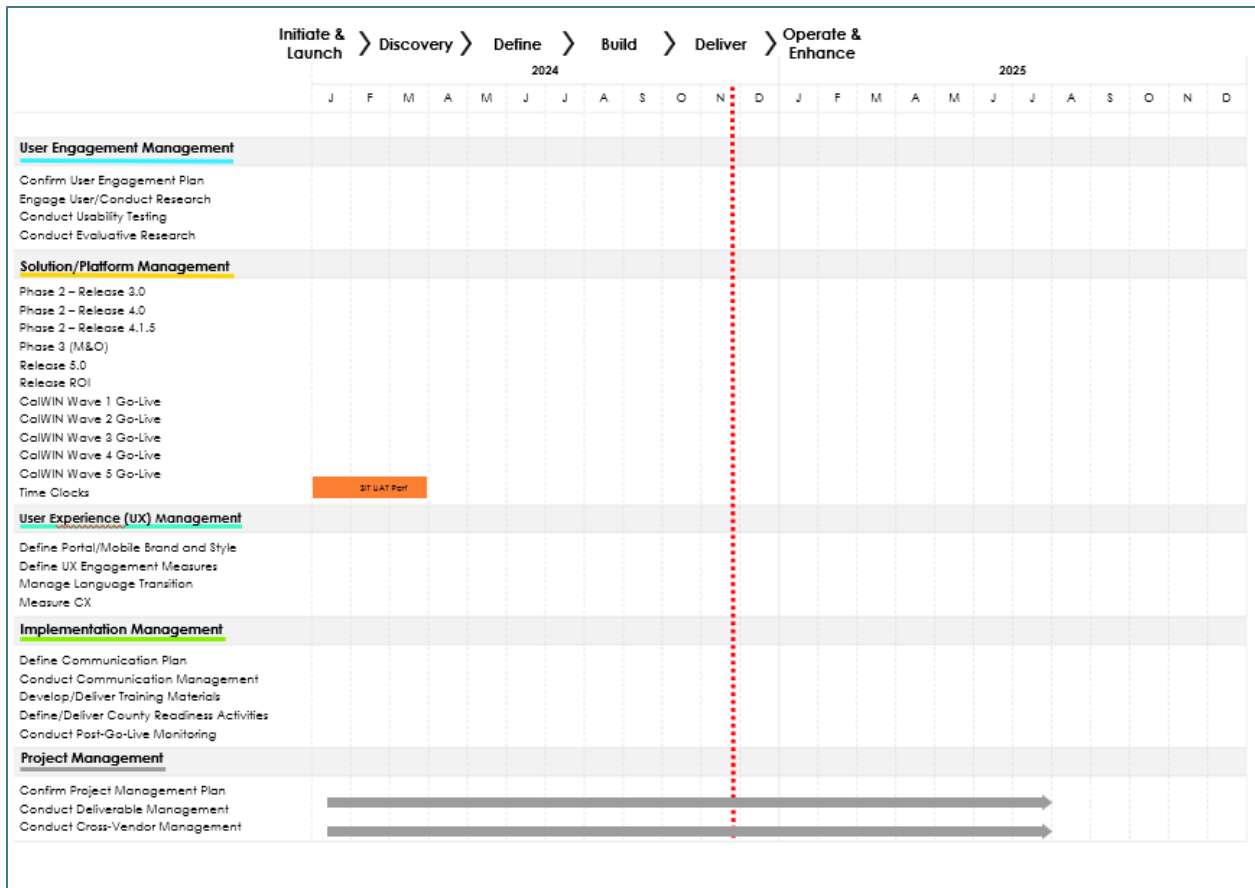 Initiate &
Launch
Discovery
Define
Build
Deliver
Operate &
Enhance
2024
2025
J F M A M J J A S O N D J F M A M J J A S O N D
User Engagement Management
Confirm User Engagement Plan
Engage User/Conduct Research
Conduct Usability Testing
Conduct Evaluative Research
Solution/Platform Management
Phase 2 – Release 3.0
Phase 2 – Release 4.0
Phase 2 – Release 4.1.5
Phase 3 (M&O)
Release 5.0
Release ROI
CalWIN Wave 1 Go-Live
CalWIN Wave 2 Go-Live
CalWIN Wave 3 Go-Live
CalWIN Wave 4 Go-Live
CalWIN Wave 5 Go-Live
Time Clocks
SIT UAT Perf
User Experience (UX) Management
Define Portal/Mobile Brand and Style
Define UX Engagement Measures
Manage Language Transition
Measure CX
Implementation Management
Define Communication Plan
Conduct Communication Management
Develop/Deliver Training Materials
Define/Deliver County Readiness Activities
Conduct Post-Go-Live Monitoring
Project Management
Confirm Project Management Plan
Conduct Deliverable Management
Conduct Cross-Vendor Management